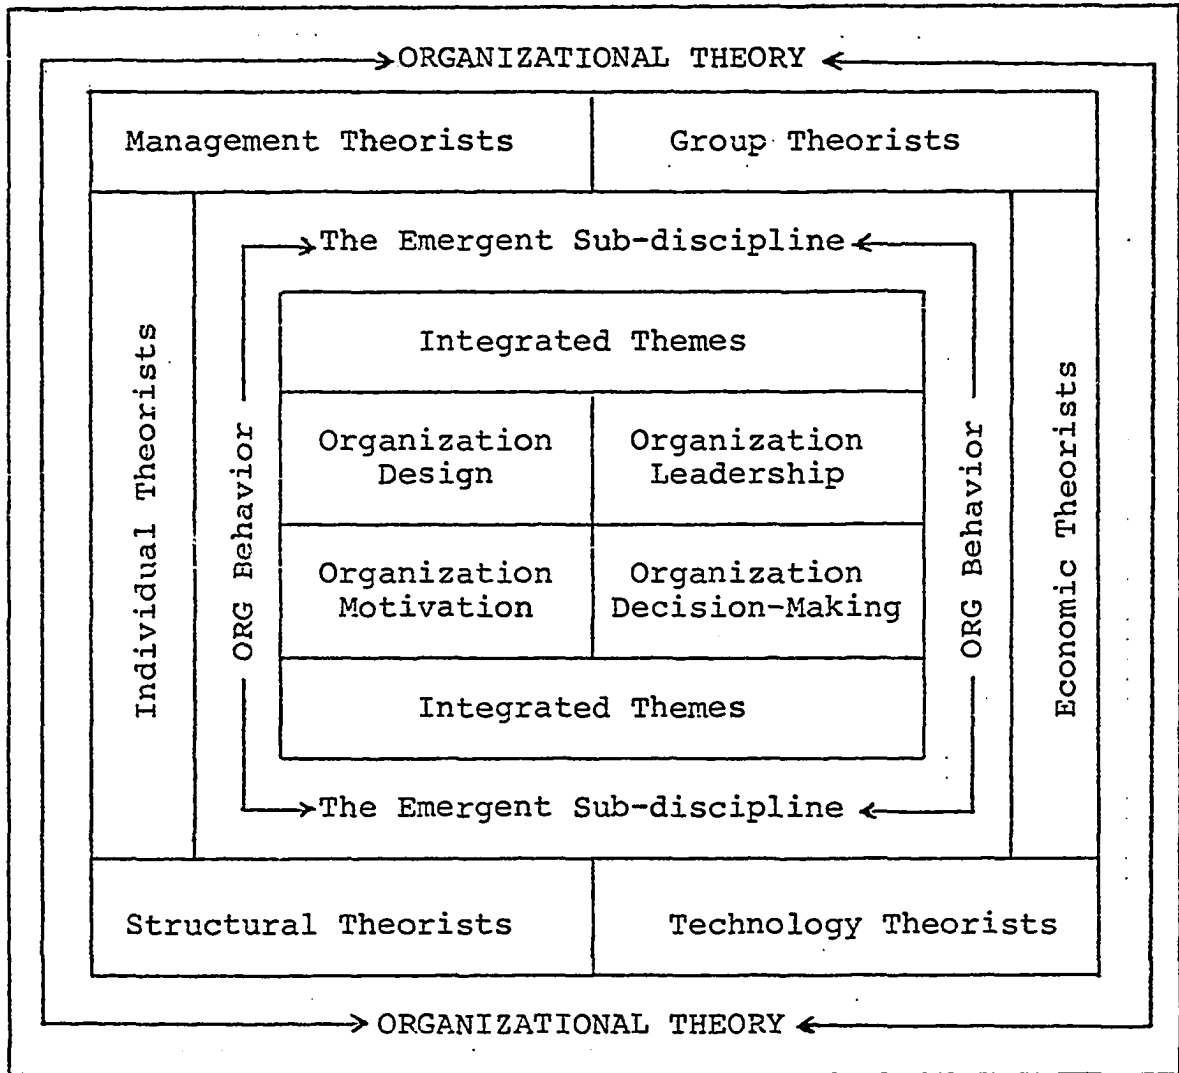 ORGANIZATIONAL THEORY
Management Theorists
Group Theorists
Individual Theorists
ORG Behavior
The Emergent Sub-discipline
Integrated Themes
Organization
Design
Organization
Leadership
Organization
Motivation
Organization
Decision-Making
Integrated Themes
The Emergent Sub-discipline
ORG Behavior
Economic Theorists
Structural Theorists
Technology Theorists
ORGANIZATIONAL THEORY